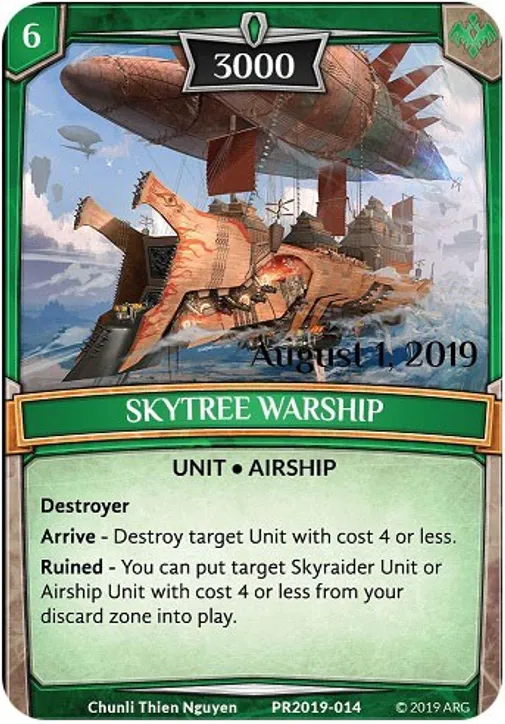 6
3000
August 1, 2019
SKYTREE WARSHIP
UNIT • AIRSHIP
Destroyer
Arrive - Destroy target Unit with cost 4 or less.
Ruined - You can put target Skyraider Unit or
Airship Unit with cost 4 or less from your
discard zone into play.
Chunli Thien Nguyen PR2019-014 © 2019 ARG